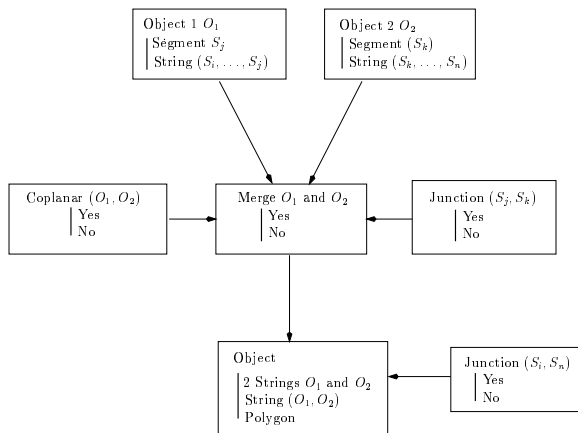 Object 1 O₁
Ségment Sⱼ
String (Sᵢ, . . . , Sⱼ)
Object 2 O₂
Segment (Sₖ)
String (Sₖ, . . . , Sₙ)
Coplanar (O₁, O₂)
Yes
No
Merge O₁ and O₂
Yes
No
Junction (Sⱼ, Sₖ)
Yes
No
Object
2 Strings O₁ and O₂
String (O₁, O₂)
Polygon
Junction (Sᵢ, Sₙ)
Yes
No